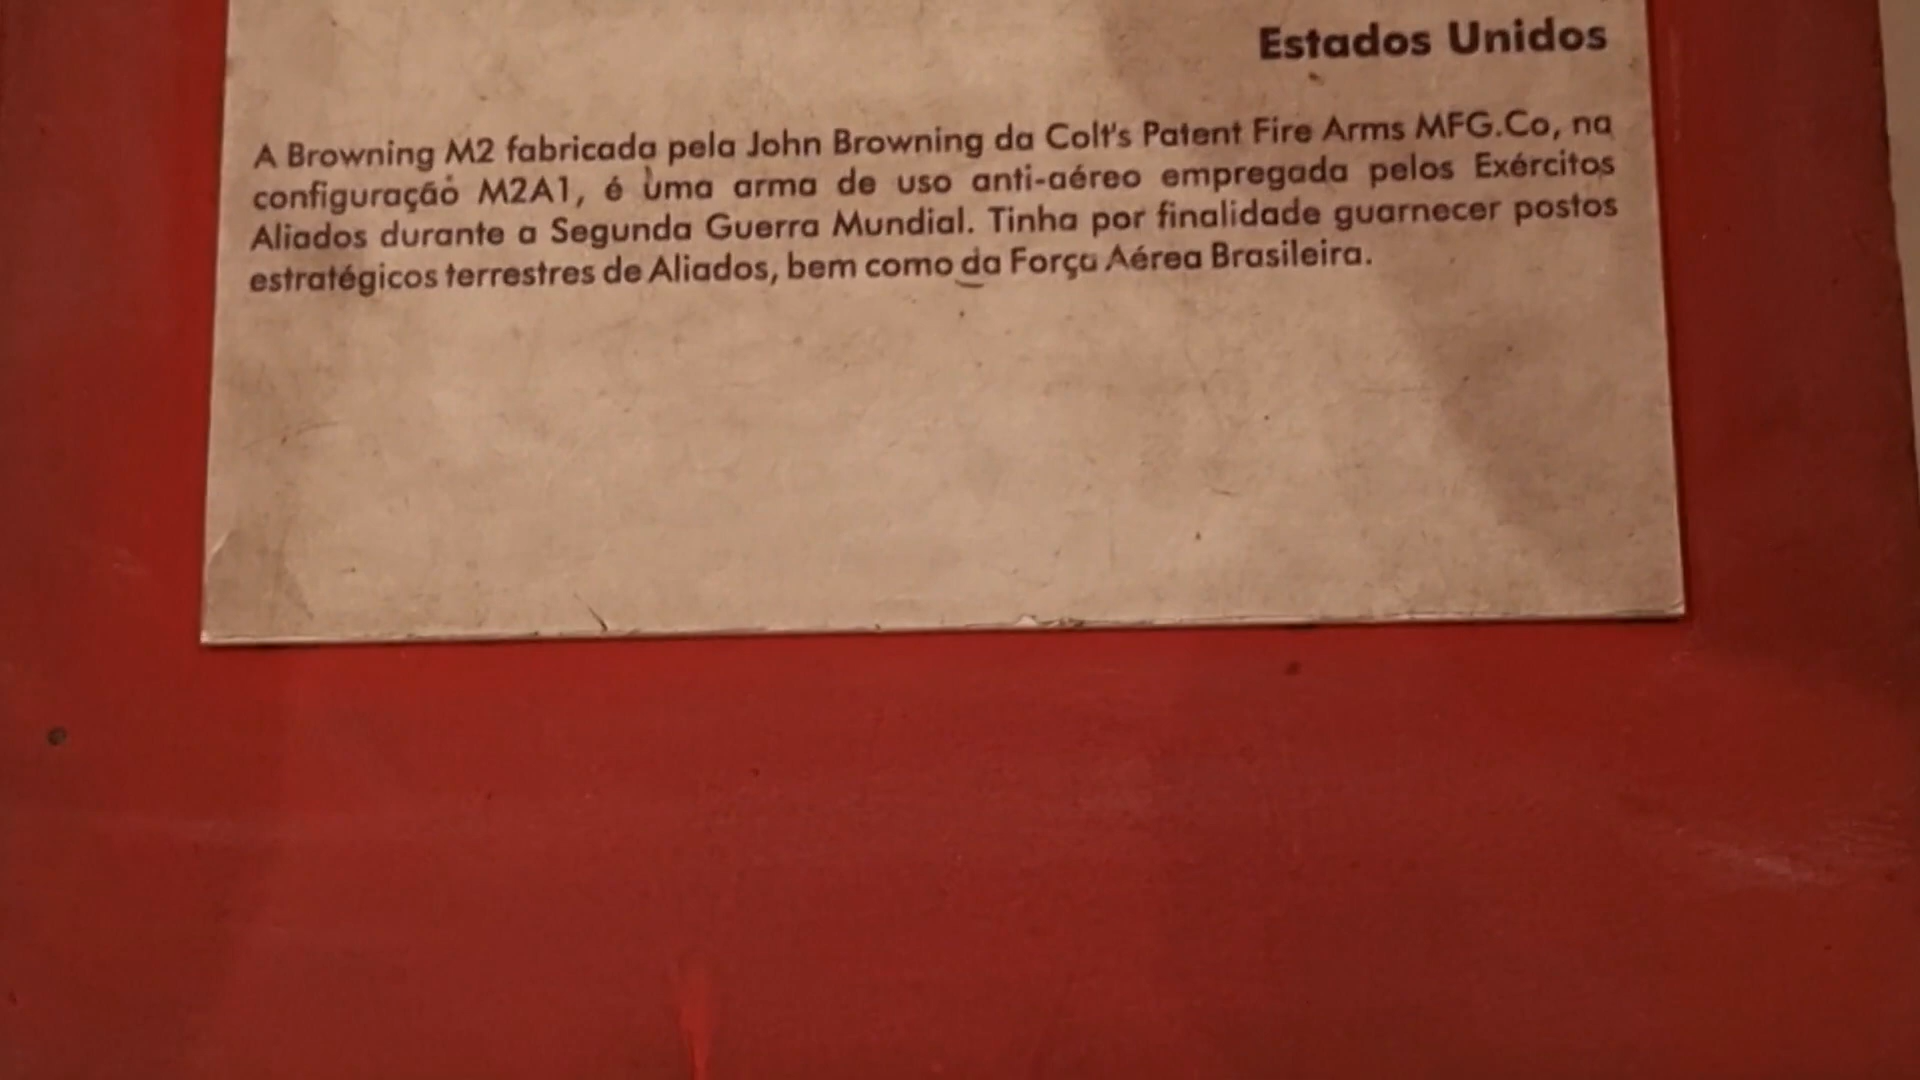 Estados Unidos
A Browning M2 fabricada pela John Browning da Colt's Patent Fire Arms MFG.Co, na
configuração M2A1, é uma arma de uso anti-aéreo empregada pelos Exércitos
Aliados durante a Segunda Guerra Mundial. Tinha por finalidade guarnecer postos
estratégicos terrestres de Aliados, bem como da Força Aérea Brasileira.